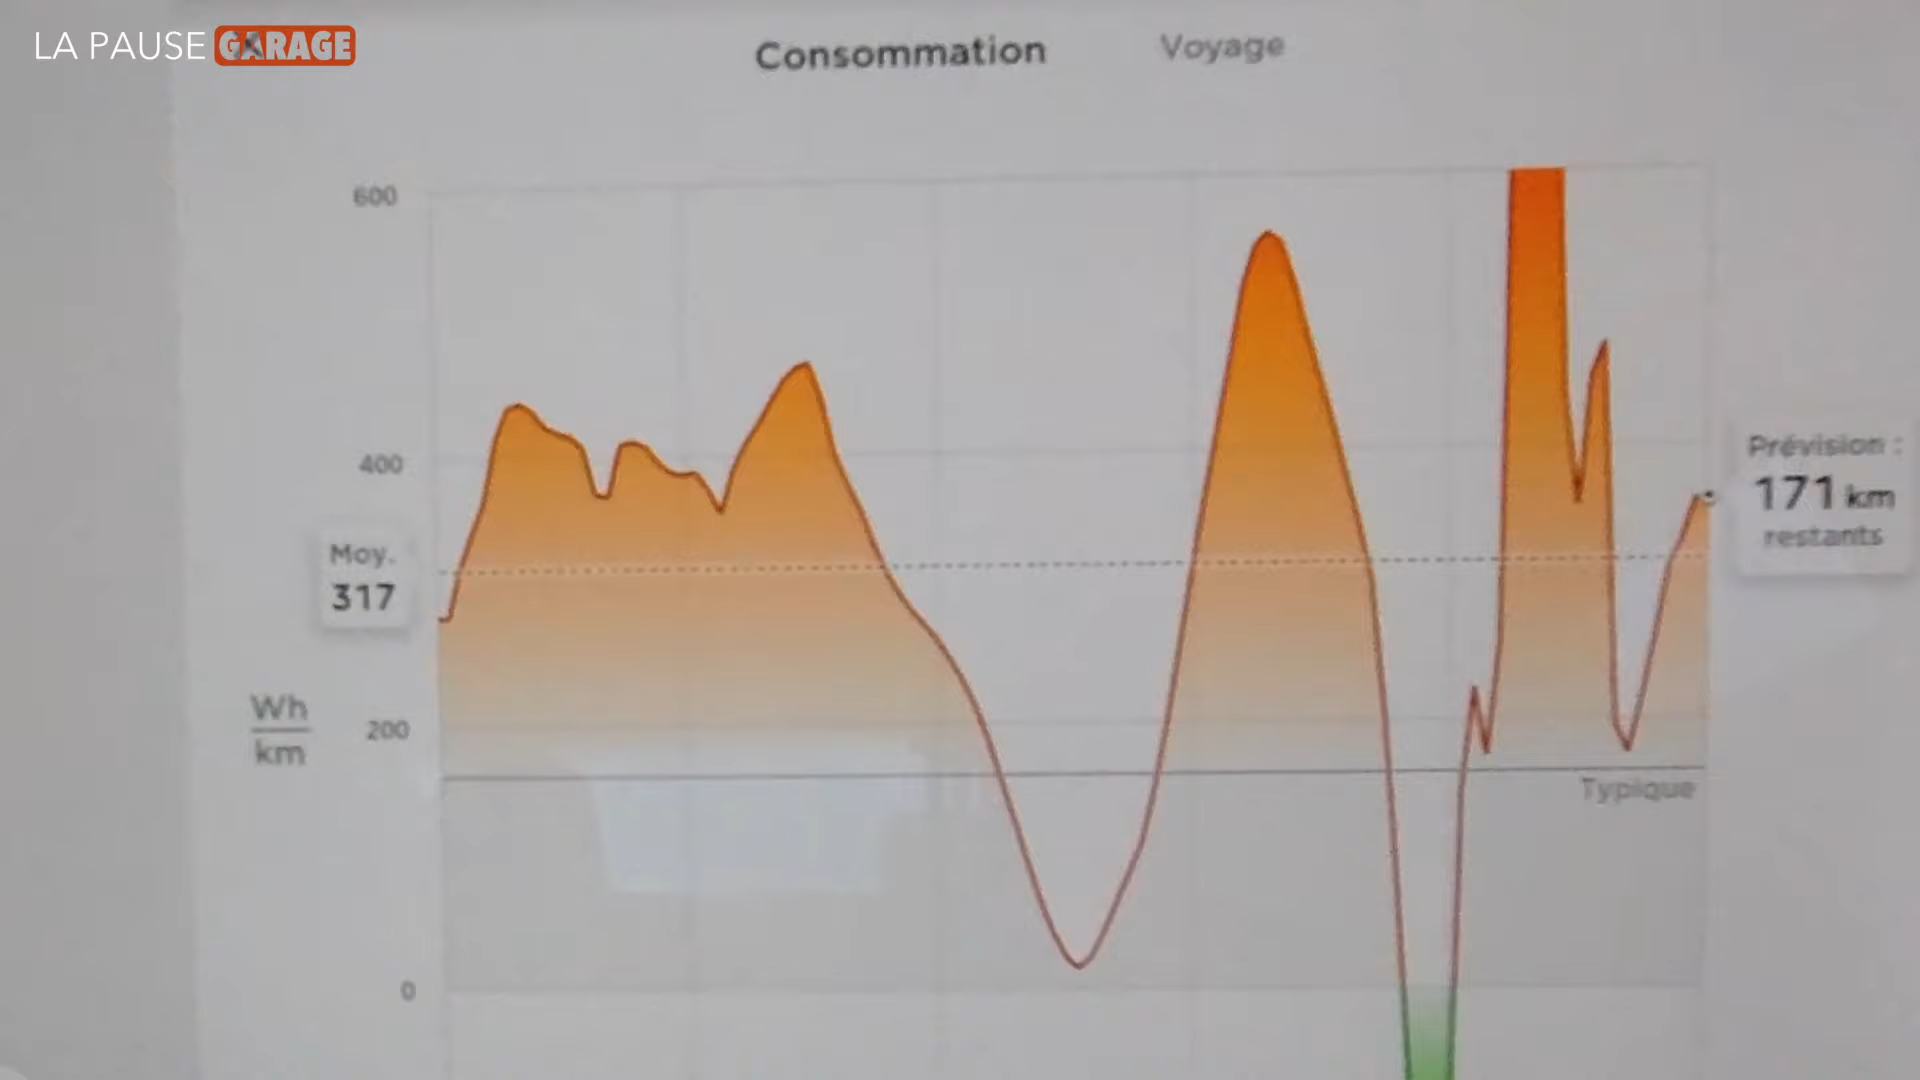 LA PAUSE GARAGE
Consommation
Voyage
600
400
Prévision :
171 km
restants
Moy.
317
Wh
km
200
Typique
0